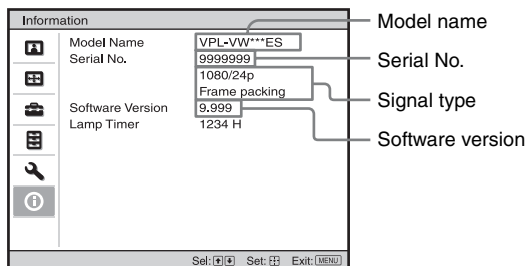 Information
Model Name VPL-VW***ES
Serial No. 9999999
1080/24p
Frame packing
Software Version 9.999
Lamp Timer 1234 H
Sel: Set: Exit: MENU
Model name
Serial No.
Signal type
Software version